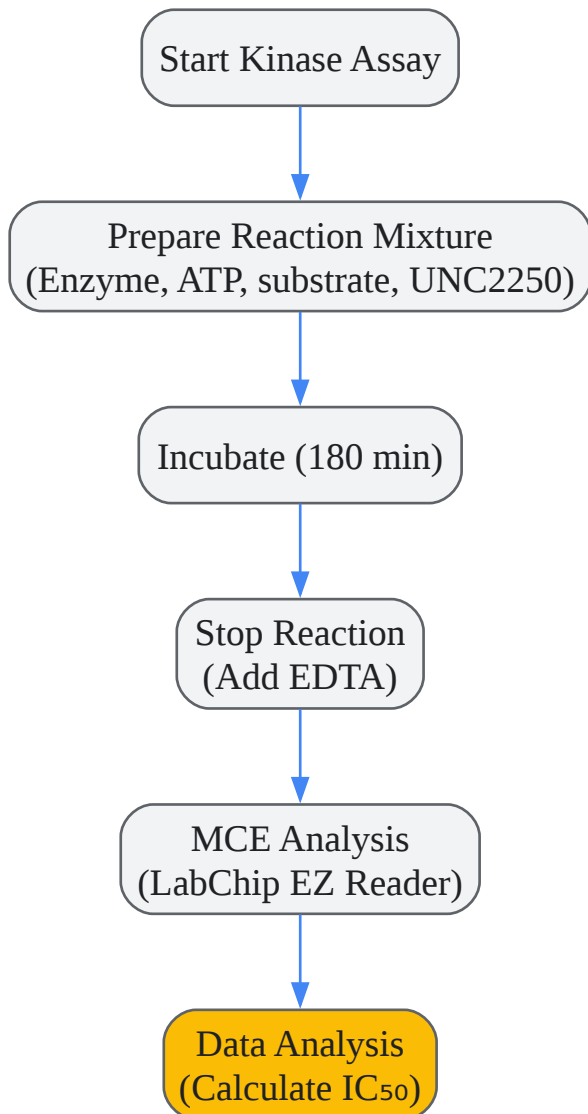 Start Kinase Assay
Prepare Reaction Mixture
(Enzyme, ATP, substrate, UNC2250)
Incubate (180 min)
Stop Reaction
(Add EDTA)
MCE Analysis
(LabChip EZ Reader)
Data Analysis
(Calculate IC₅₀)